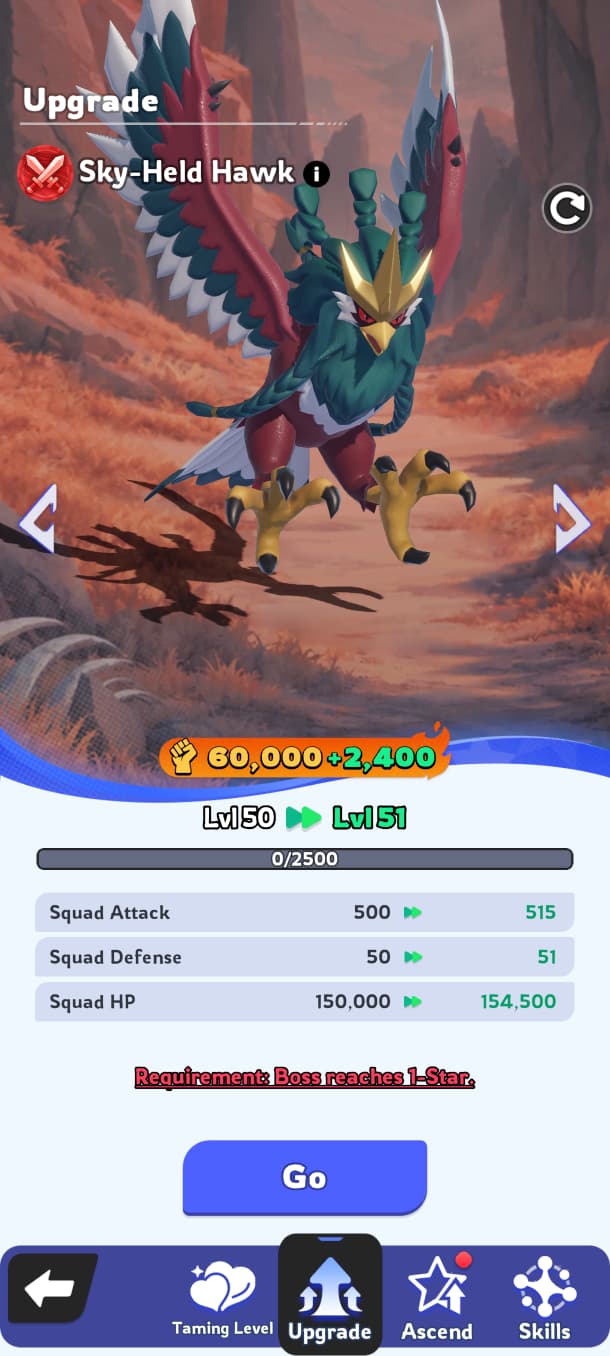 Upgrade
Sky-Held Hawk i
60,000 +2,400
Lvl 50 Lvl 51
0/2500
Squad Attack 500 515
Squad Defense 50 51
Squad HP 150,000 154,500
Requirement: Boss reaches 1-Star.
Go
Taming Level Upgrade Ascend Skills